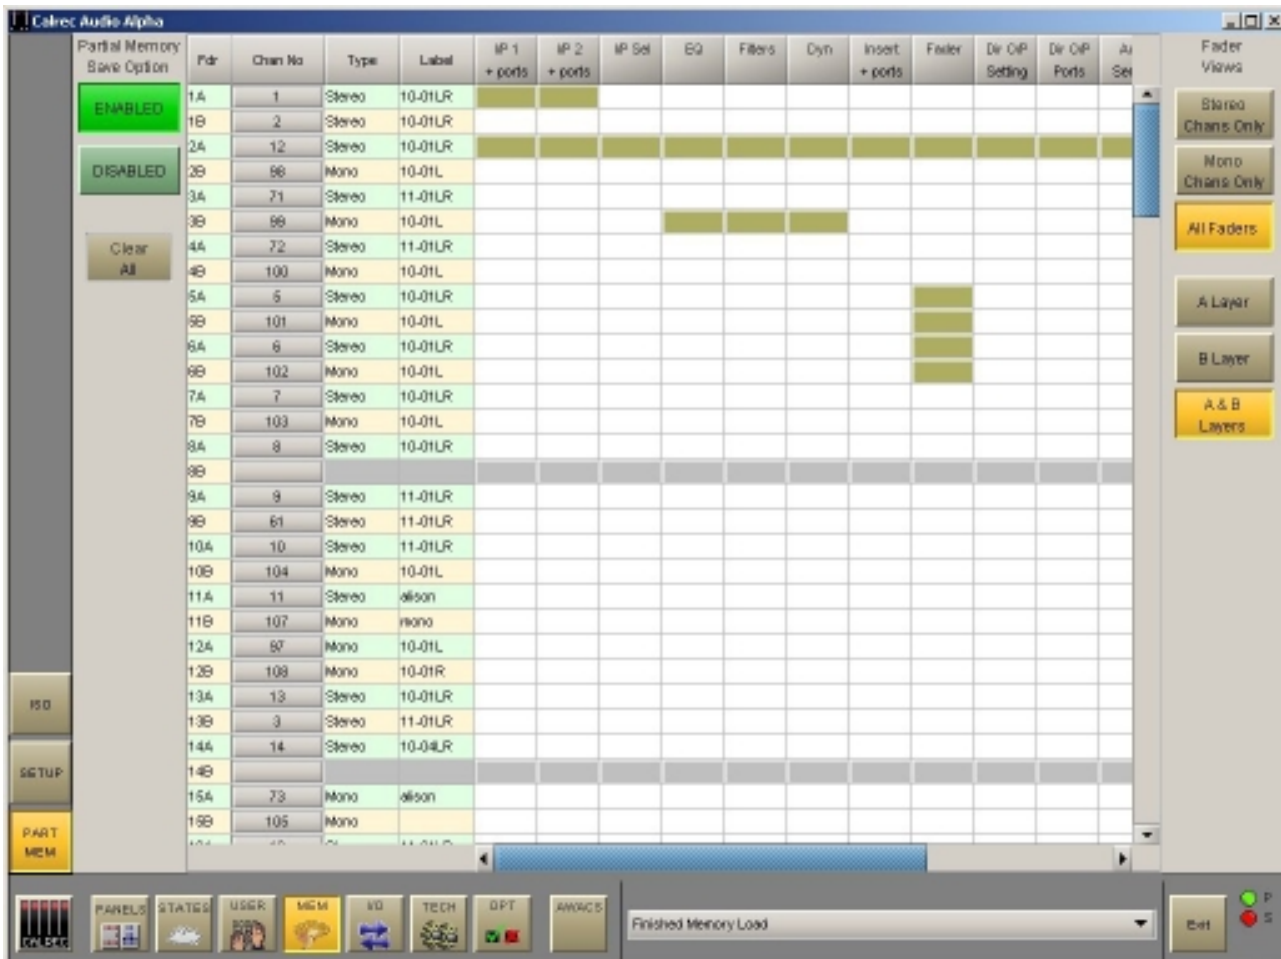 Calrec Audio Alpha
Partial Memory
Save Option
ENABLED
DISABLED
Clear
All
Fdr Chan No Type Label I/P 1 + ports I/P 2 + ports I/P Sel EQ Filters Dyn Insert + ports Fader Dir O/P Setting Dir O/P Ports
1A 1 Stereo 10-01LR
1B 2 Stereo 10-01LR
2A 12 Stereo 10-01LR
2B 98 Mono 10-01L
3A 71 Stereo 11-01LR
3B 99 Mono 10-01L
4A 72 Stereo 11-01LR
4B 100 Mono 10-01L
5A 5 Stereo 10-01LR
5B 101 Mono 10-01L
6A 6 Stereo 10-01LR
6B 102 Mono 10-01L
7A 7 Stereo 10-01LR
7B 103 Mono 10-01L
8A 8 Stereo 10-01LR
8B
9A 9 Stereo 11-01LR
9B 61 Stereo 11-01LR
10A 10 Stereo 11-01LR
10B 104 Mono 10-01L
11A 11 Stereo alison
11B 107 Mono mono
12A 97 Mono 10-01L
12B 108 Mono 10-01R
13A 13 Stereo 10-01LR
13B 3 Stereo 11-01LR
14A 14 Stereo 10-04LR
14B
15A 73 Mono alison
15B 105 Mono
Fader
Views
Stereo
Chans Only
Mono
Chans Only
All Faders
A Layer
B Layer
A & B
Layers
ISO
SETUP
PART
MEM
CALREC
PANELS STATES USER MEM I/O TECH OPT AWACS
Finished Memory Load
Exit
P
S